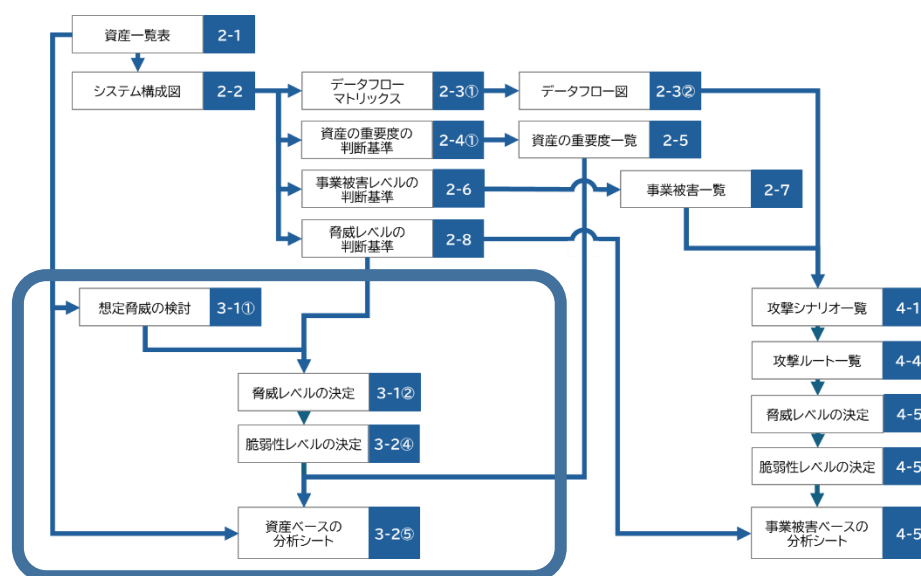 資産一覧表 2-1
システム構成図 2-2
データフロー
マトリックス 2-3①
データフロー図 2-3②
資産の重要度の
判断基準 2-4①
資産の重要度一覧 2-5
事業被害レベルの
判断基準 2-6
事業被害一覧 2-7
脅威レベルの
判断基準 2-8
想定脅威の検討 3-1①
脅威レベルの決定 3-1②
脆弱性レベルの決定 3-2④
資産ベースの
分析シート 3-2⑤
攻撃シナリオ一覧 4-1
攻撃ルート一覧 4-4
脅威レベルの決定 4-5
脆弱性レベルの決定 4-5
事業被害ベースの
分析シート 4-5